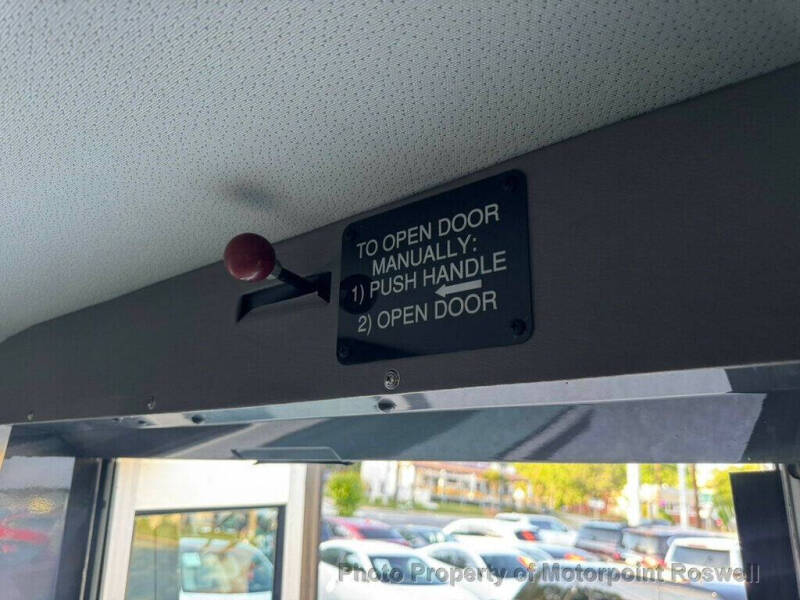 TO OPEN DOOR
MANUALLY:
1) PUSH HANDLE
2) OPEN DOOR
Photo Property of Motorpoint Roswell